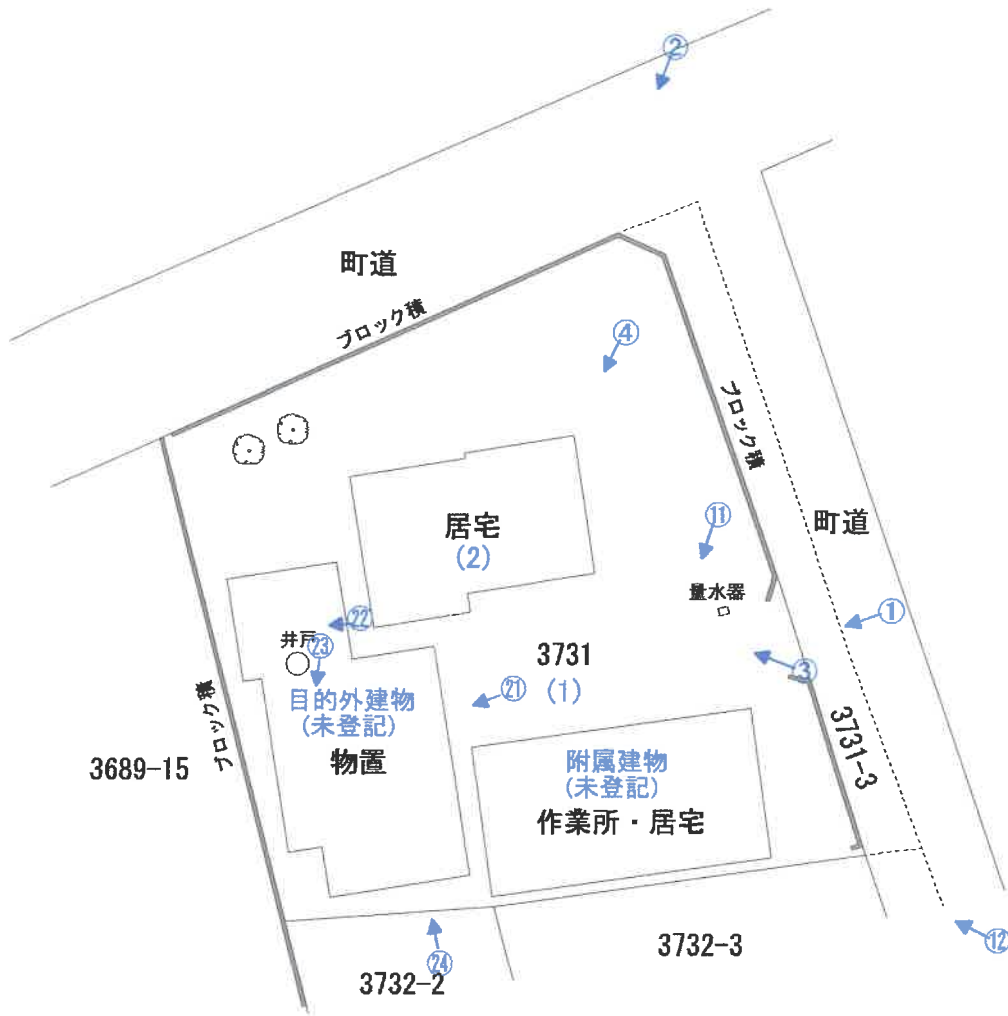 ②
町道
ブロック積
④
ブロック積
居宅
(2)
⑪
町道
量水器
①
井戸
㉒
㉓
3731
③
㉑ (1)
目的外建物
(未登記)
物置
ブロック積
3689-15
附属建物
(未登記)
作業所・居宅
3731-3
㉔
3732-2
3732-3
⑫